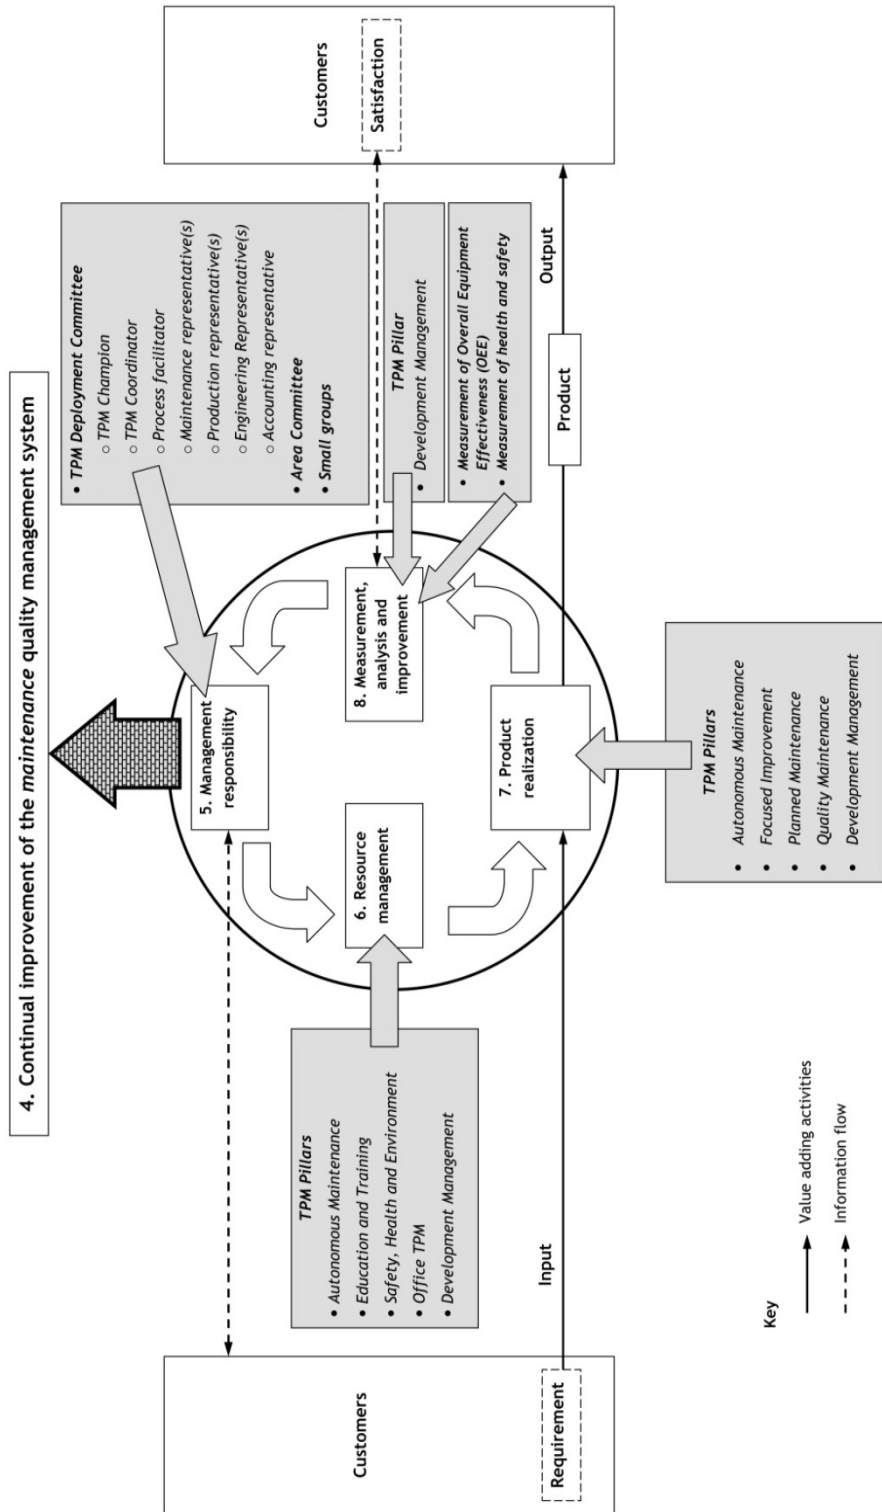 4. Continual improvement of the maintenance quality management system
Customers
Requirement
Input
TPM Pillars
• Autonomous Maintenance
• Education and Training
• Safety, Health and Environment
• Office TPM
• Development Management
5. Management
responsibility
6. Resource
management
7. Product
realization
8. Measurement,
analysis and
improvement
• TPM Deployment Committee
○ TPM Champion
○ TPM Coordinator
○ Process facilitator
○ Maintenance representative(s)
○ Production representative(s)
○ Engineering Representative(s)
○ Accounting representative
• Area Committee
• Small groups
TPM Pillar
• Development Management
• Measurement of Overall Equipment
Effectiveness (OEE)
• Measurement of health and safety
Product
Output
Customers
Satisfaction
TPM Pillars
• Autonomous Maintenance
• Focused Improvement
• Planned Maintenance
• Quality Maintenance
• Development Management
Key
Value adding activities
Information flow